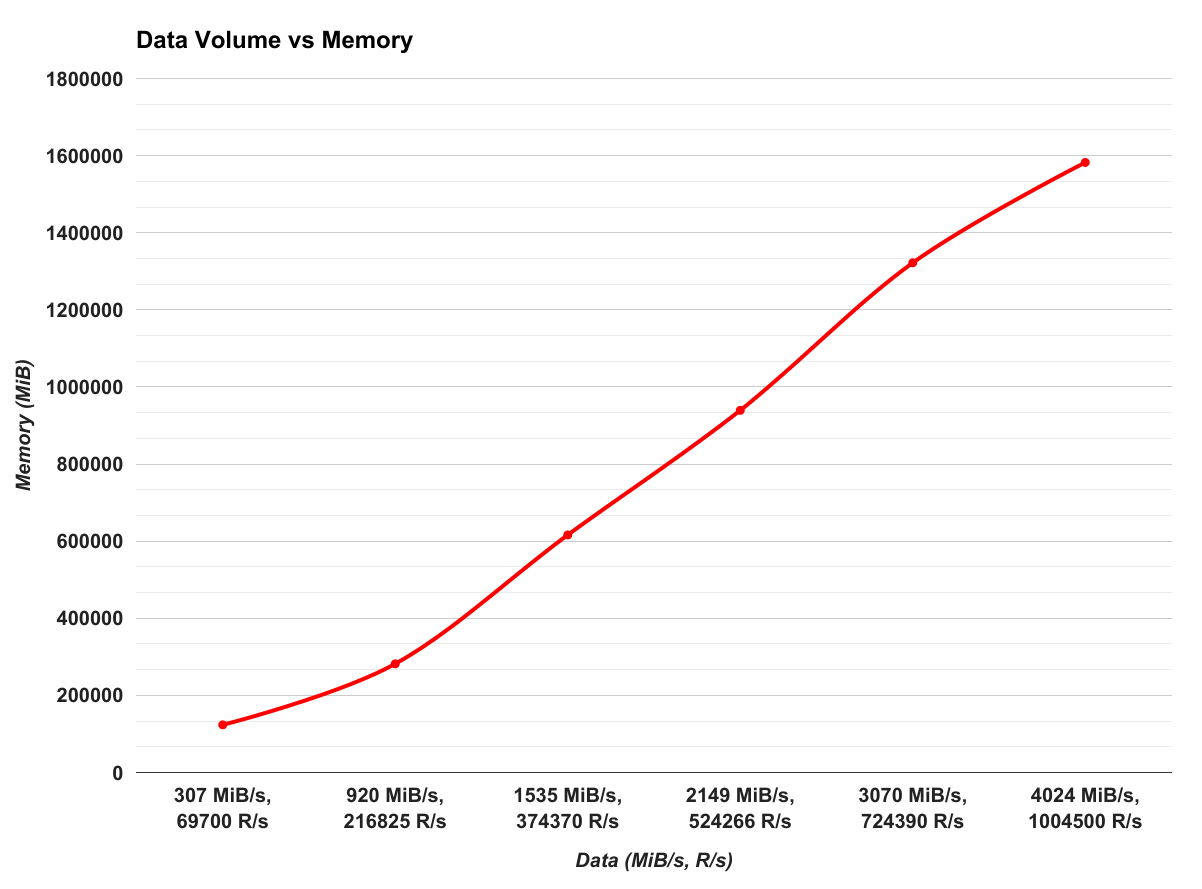 Data Volume vs Memory
1800000
1600000
1400000
1200000
1000000
800000
600000
400000
200000
0
Memory (MiB)
307 MiB/s,
69700 R/s
920 MiB/s,
216825 R/s
1535 MiB/s,
374370 R/s
2149 MiB/s,
524266 R/s
3070 MiB/s,
724390 R/s
4024 MiB/s,
1004500 R/s
Data (MiB/s, R/s)